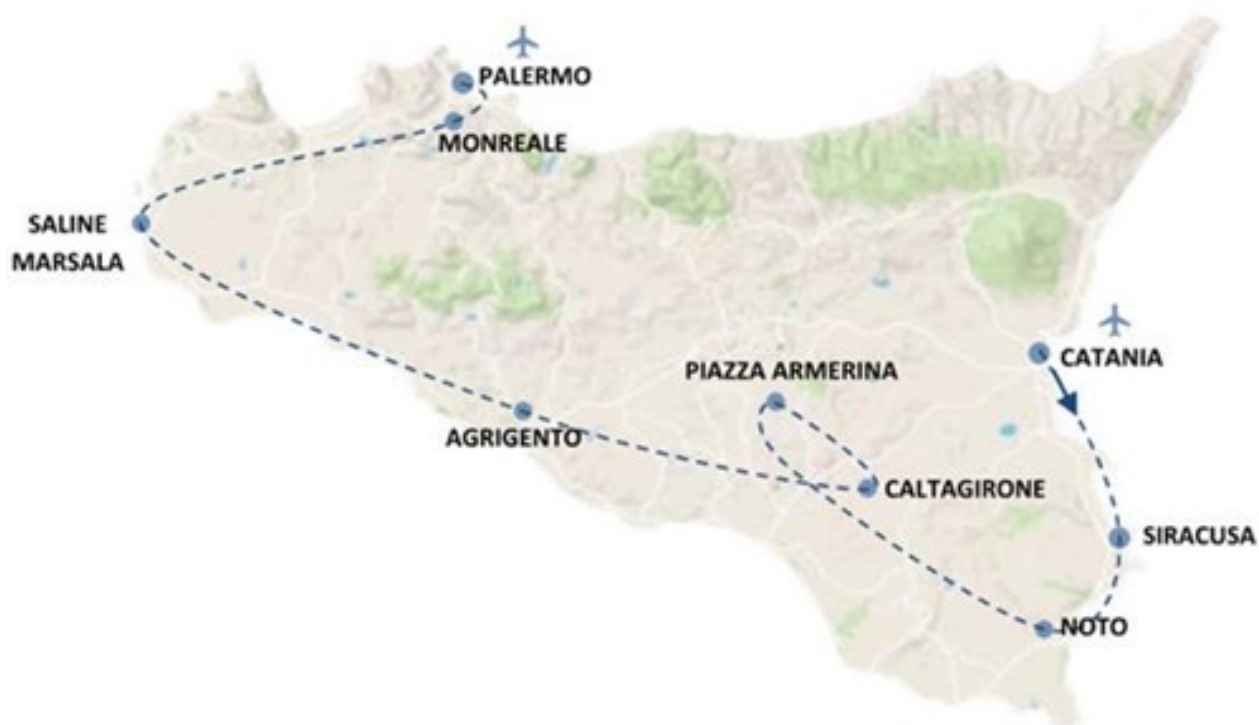 PALERMO
MONREALE
SALINE
MARSALA
CATANIA
PIAZZA ARMERINA
AGRIGENTO
CALTAGIRONE
SIRACUSA
NOTO